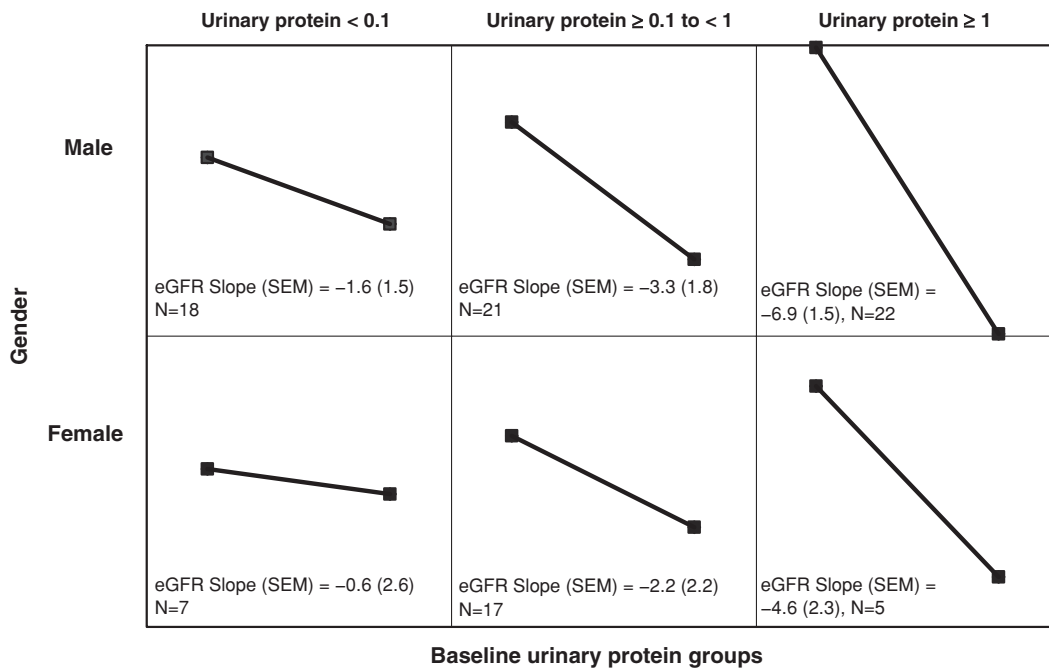 Urinary protein < 0.1
Urinary protein ≥ 0.1 to < 1
Urinary protein ≥ 1
Gender
Male
eGFR Slope (SEM) = −1.6 (1.5)
N=18
eGFR Slope (SEM) = −3.3 (1.8)
N=21
eGFR Slope (SEM) =
−6.9 (1.5), N=22
Female
eGFR Slope (SEM) = −0.6 (2.6)
N=7
eGFR Slope (SEM) = −2.2 (2.2)
N=17
eGFR Slope (SEM) =
−4.6 (2.3), N=5
Baseline urinary protein groups